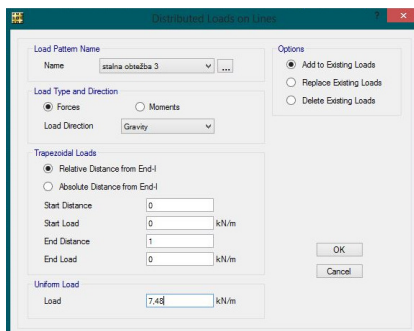 Distributed Loads on Lines
?
Load Pattern Name
Name stalna obtežba 3 ...
Load Type and Direction
Forces Moments
Load Direction Gravity
Trapezoidal Loads
Relative Distance from End-I
Absolute Distance from End-I
Start Distance 0
Start Load 0 kN/m
End Distance 1
End Load 0 kN/m
Uniform Load
Load 7,48 kN/m
Options
Add to Existing Loads
Replace Existing Loads
Delete Existing Loads
OK
Cancel